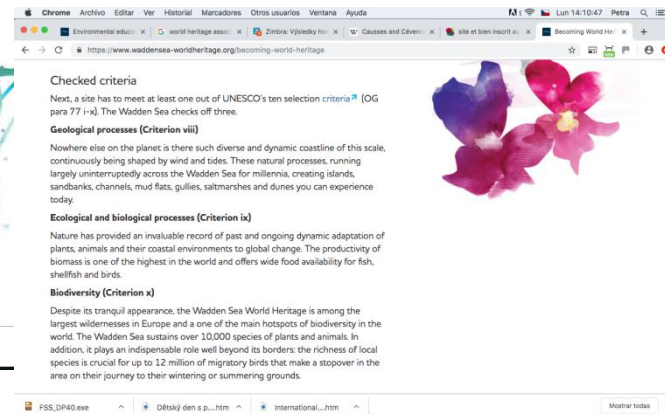 Chrome Archivo Editar Ver Historial Marcadores Otros usuarios Ventana Ayuda Lun 14:10:47 Petra
Environmental educa x world heritage assoc x Zimbra: Výsledky hle x Causses and Cévenn x site et bien inscrit au x Becoming World Her x +
https://www.waddensea-worldheritage.org/becoming-world-heritage
Checked criteria
Next, a site has to meet at least one out of UNESCO's ten selection criteria (OG
para 77 i-x). The Wadden Sea checks off three.
Geological processes (Criterion viii)
Nowhere else on the planet is there such diverse and dynamic coastline of this scale,
continuously being shaped by wind and tides. These natural processes, running
largely uninterruptedly across the Wadden Sea for millennia, creating islands,
sandbanks, channels, mud flats, gullies, saltmarshes and dunes you can experience
today.
Ecological and biological processes (Criterion ix)
Nature has provided an invaluable record of past and ongoing dynamic adaptation of
plants, animals and their coastal environments to global change. The productivity of
biomass is one of the highest in the world and offers wide food availability for fish,
shellfish and birds.
Biodiversity (Criterion x)
Despite its tranquil appearance, the Wadden Sea World Heritage is among the
largest wildernesses in Europe and a one of the main hotspots of biodiversity in the
world. The Wadden Sea sustains over 10,000 species of plants and animals. In
addition, it plays an indispensable role well beyond its borders: the richness of local
species is crucial for up to 12 million of migratory birds that make a stopover in the
area on their journey to their wintering or summering grounds.
FSS_DP40.exe Dětský den s p....htm International....htm Mostrar todas